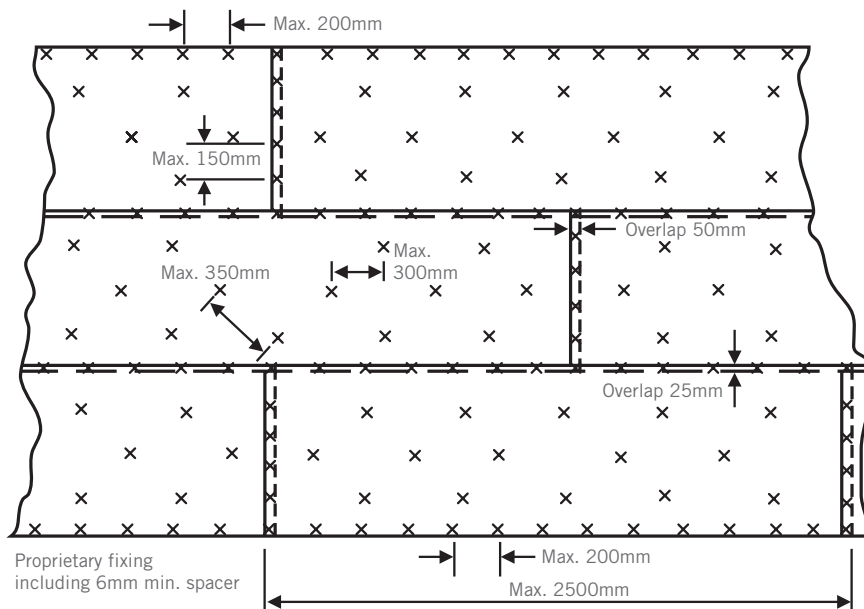 Max. 200mm
Max. 150mm
Overlap 50mm
Max.
300mm
Max. 350mm
Overlap 25mm
Proprietary fixing
including 6mm min. spacer
Max. 200mm
Max. 2500mm